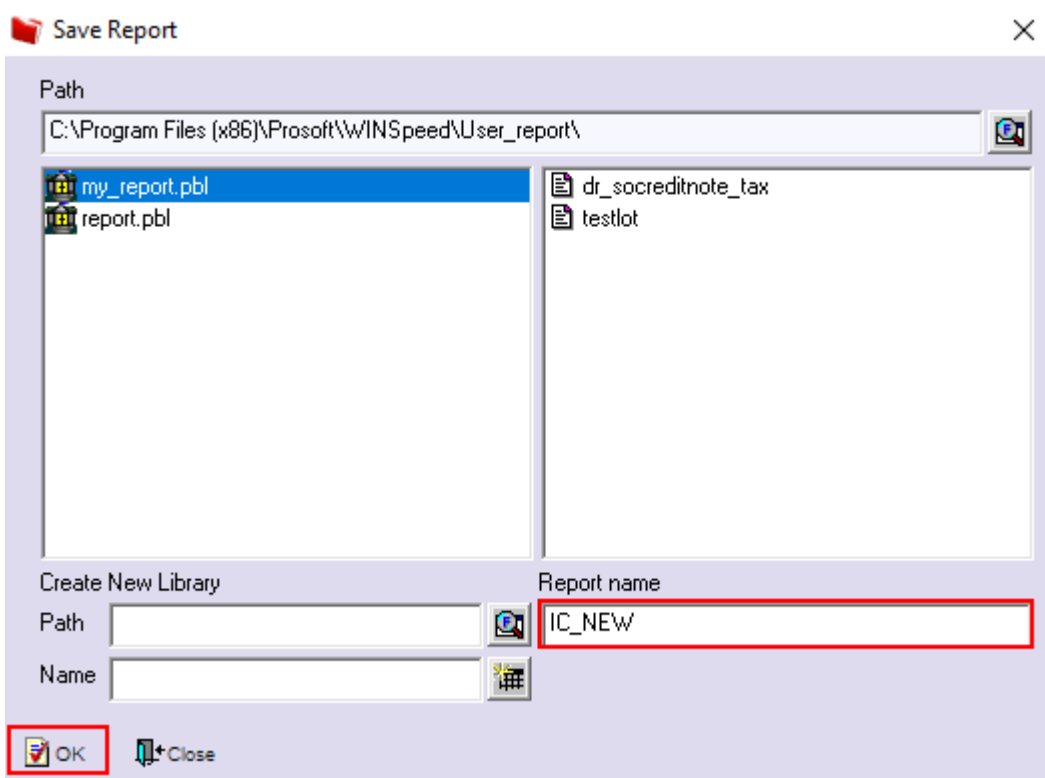 Save Report
Path
C:\Program Files (x86)\Prosoft\WINSpeed\User_report\
my_report.pbl
report.pbl
dr_socreditnote_tax
testlot
Create New Library
Path
Name
Report name
IC_NEW
OK
Close